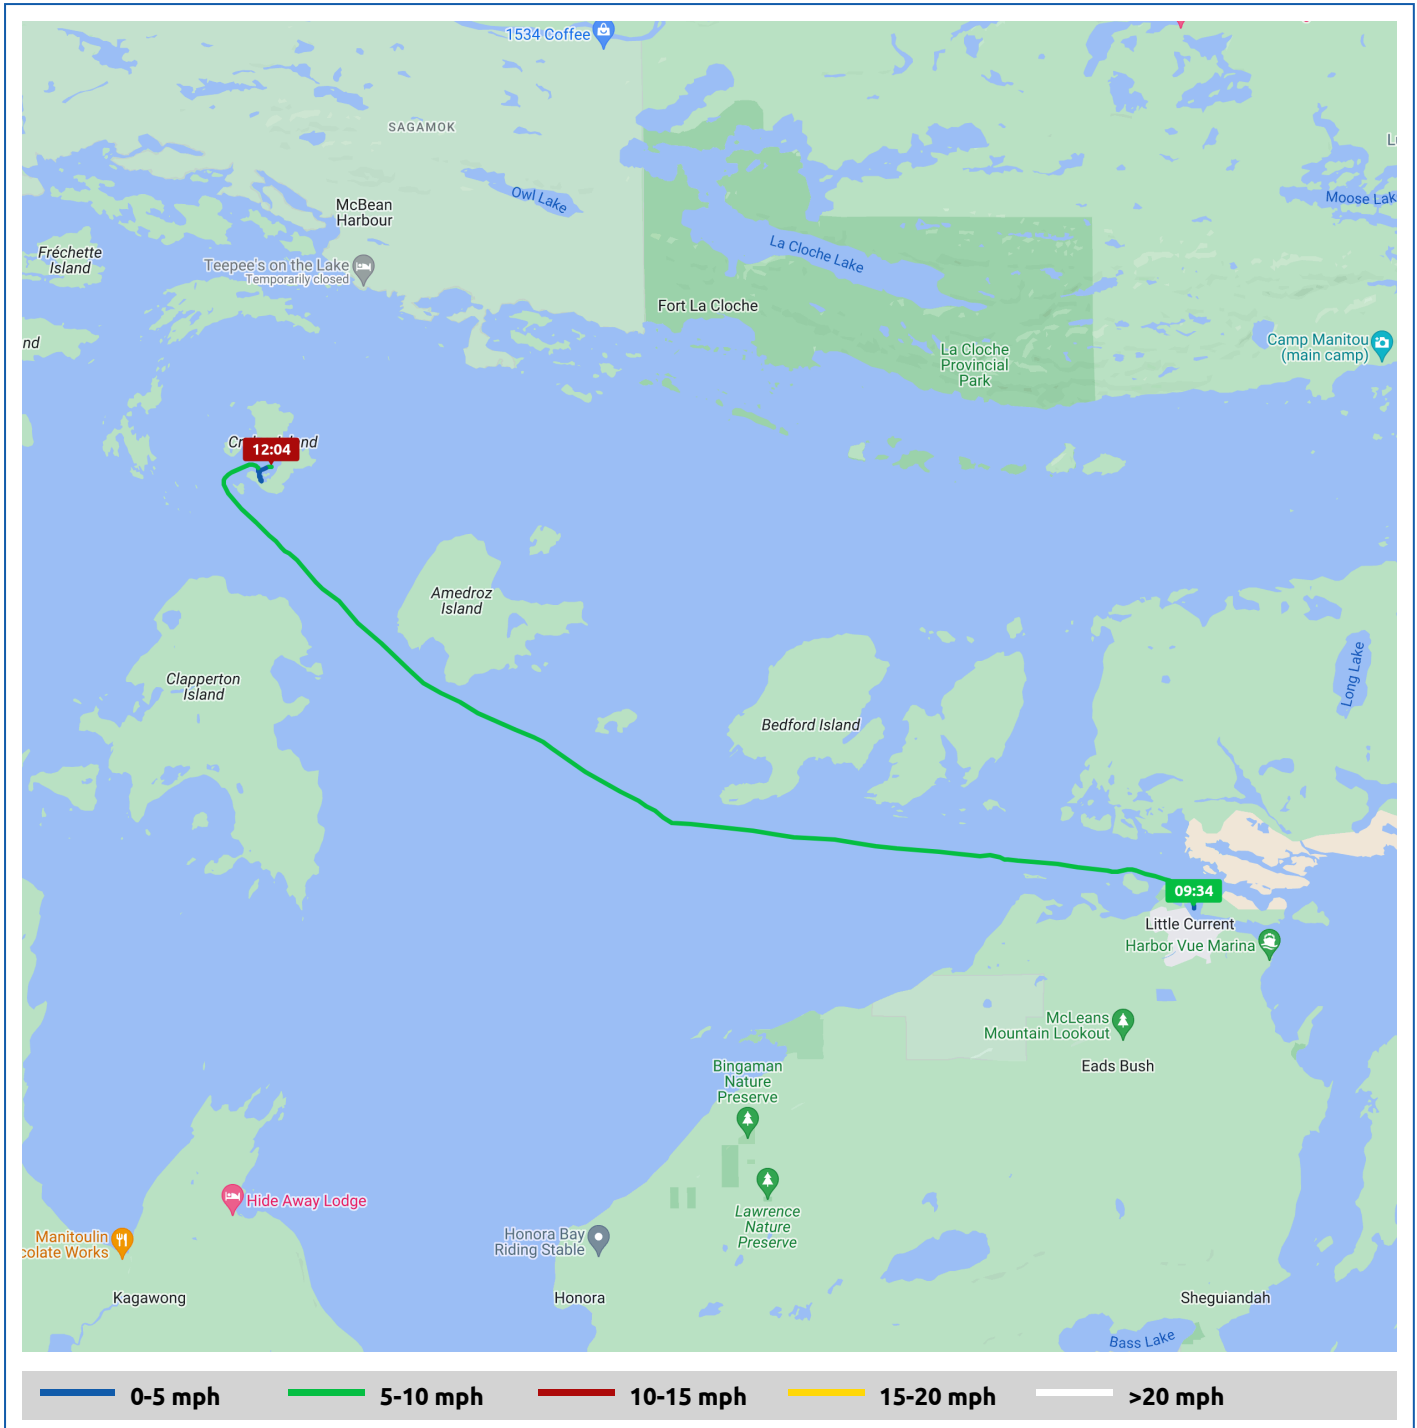 1534 Coffee
SAGAMOK
Owl Lake
McBean
Harbour
Moose Lak
Fréchette
Island
La Cloche Lake
Teepee's on the Lake
Temporarily closed
Fort La Cloche
nd
La Cloche
Provincial
Park
Camp Manitou
(main camp)
12:04
Amedroz
Island
Clapperton
Island
Long Lake
Bedford Island
09:34
Little Current
Harbor Vue Marina
McLeans
Mountain Lookout
Eads Bush
Bingaman
Nature
Preserve
Hide Away Lodge
Lawrence
Nature
Preserve
Manitoulin
colate Works
Honora Bay
Riding Stable
Kagawong
Honora
Sheguiandah
Bass Lake
0-5 mph
5-10 mph
10-15 mph
15-20 mph
>20 mph